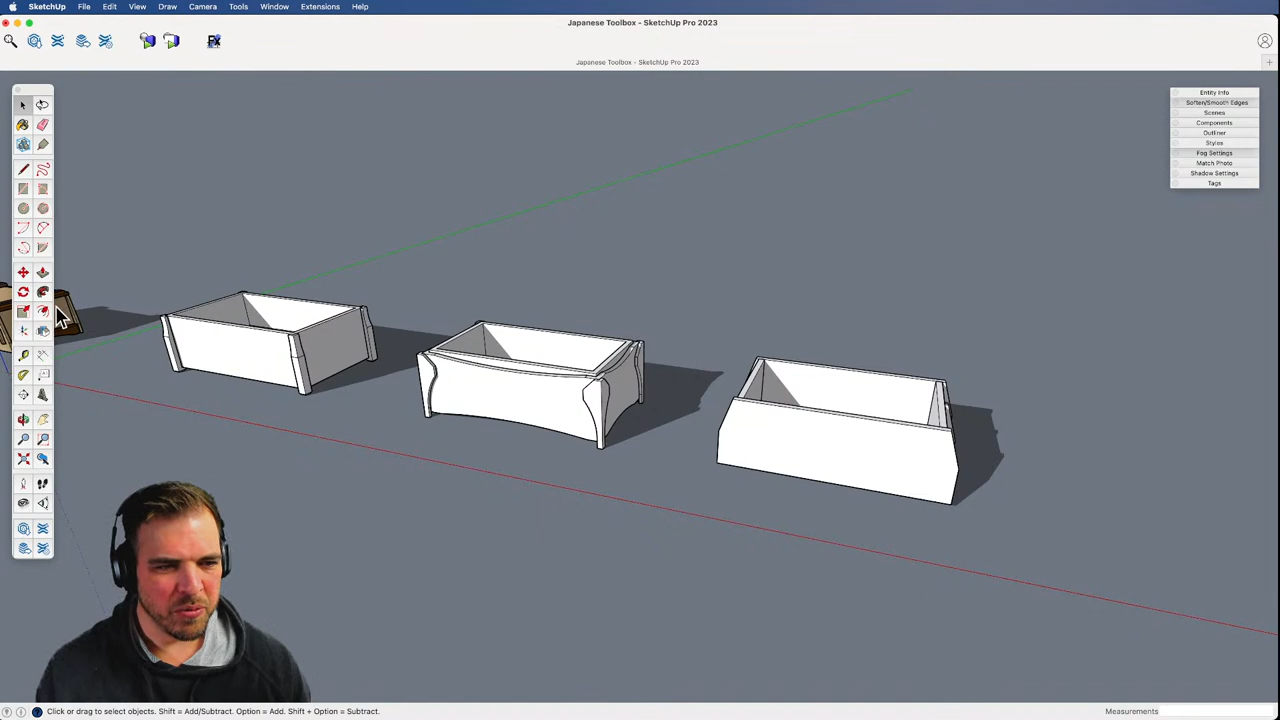 SketchUp File Edit View Draw Camera Tools Window Extensions Help
Japanese Toolbox - SketchUp Pro 2023
Japanese Toolbox - SketchUp Pro 2023
Entity Info
Soften/Smooth Edges
Scenes
Components
Outliner
Styles
Fog Settings
Match Photo
Shadow Settings
Tags
Click or drag to select objects. Shift = Add/Subtract. Option = Add. Shift + Option = Subtract.
Measurements